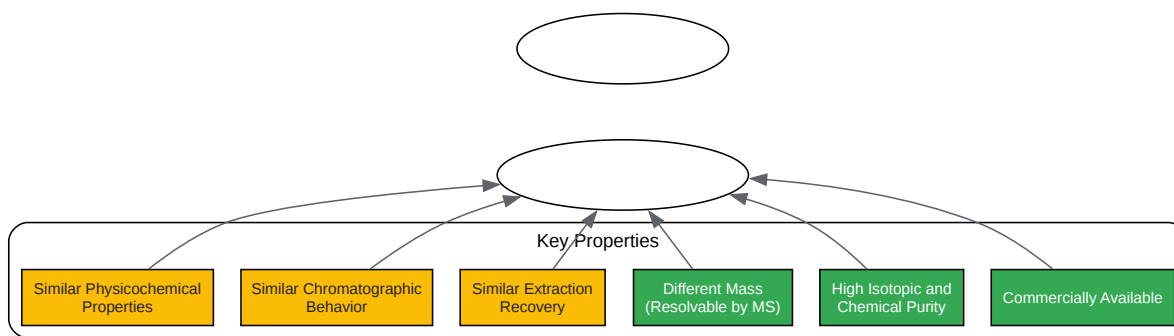 Key Properties
Similar Physicochemical
Properties
Similar Chromatographic
Behavior
Similar Extraction
Recovery
Different Mass
(Resolvable by MS)
High Isotopic and
Chemical Purity
Commercially Available